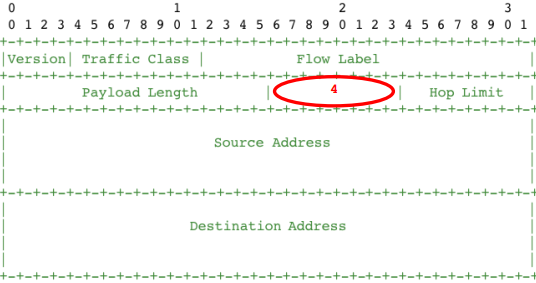 0 1 2 3
0 1 2 3 4 5 6 7 8 9 0 1 2 3 4 5 6 7 8 9 0 1 2 3 4 5 6 7 8 9 0 1
+-+-+-+-+-+-+-+-+-+-+-+-+-+-+-+-+-+-+-+-+-+-+-+-+-+-+-+-+-+-+-+-+
|Version| Traffic Class | Flow Label |
+-+-+-+-+-+-+-+-+-+-+-+-+-+-+-+-+-+-+-+-+-+-+-+-+-+-+-+-+-+-+-+-+
| Payload Length | 4 | Hop Limit |
+-+-+-+-+-+-+-+-+-+-+-+-+-+-+-+-+-+-+-+-+-+-+-+-+-+-+-+-+-+-+-+-+
| |
| Source Address |
| |
| |
+-+-+-+-+-+-+-+-+-+-+-+-+-+-+-+-+-+-+-+-+-+-+-+-+-+-+-+-+-+-+-+-+
| |
| Destination Address |
| |
| |
+-+-+-+-+-+-+-+-+-+-+-+-+-+-+-+-+-+-+-+-+-+-+-+-+-+-+-+-+-+-+-+-+